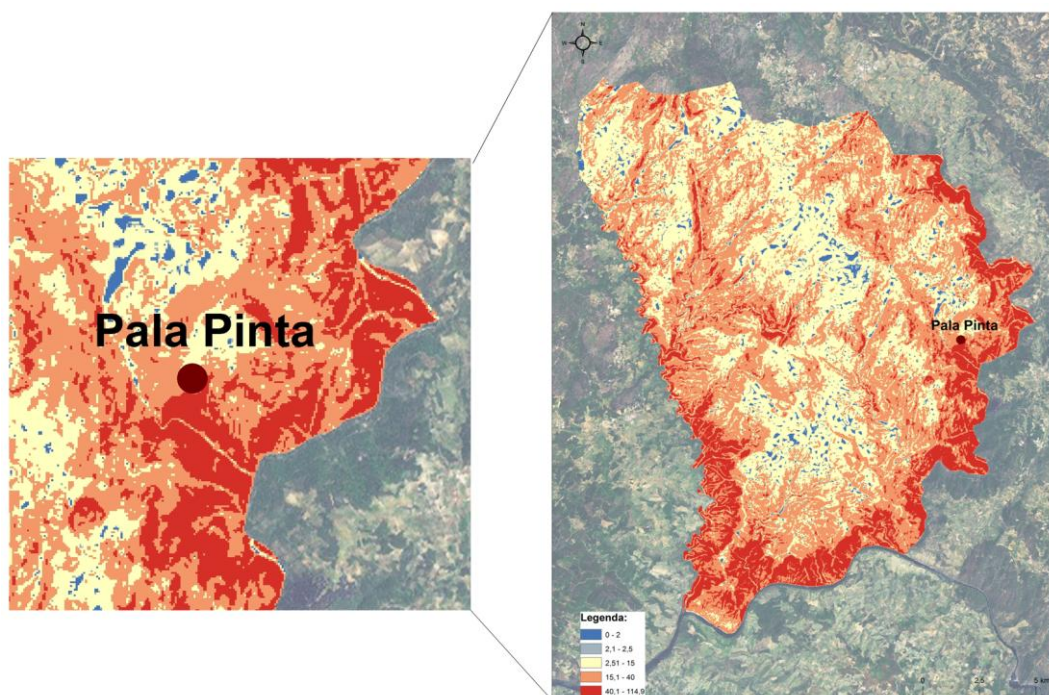 Pala Pinta
N
W E
S
Pala Pinta
Legenda:
0 - 2
2,1 - 2,5
2,51 - 15
15,1 - 40
40,1 - 114,9
0 2,5 5 km